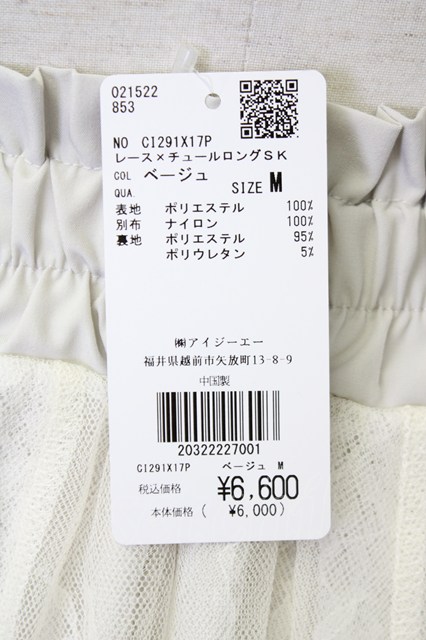 021522
853
NO CI291X17P
レース×チュールロングSK
COL ベージュ
QUA. SIZE M
表地 ポリエステル 100%
別布 ナイロン 100%
裏地 ポリエステル 95%
ポリウレタン 5%
㈱アイジーエー
福井県越前市矢放町13-8-9
中国製
20322227001
CI291X17P ベージュ M
税込価格 ¥6,600
本体価格( ¥6,000)